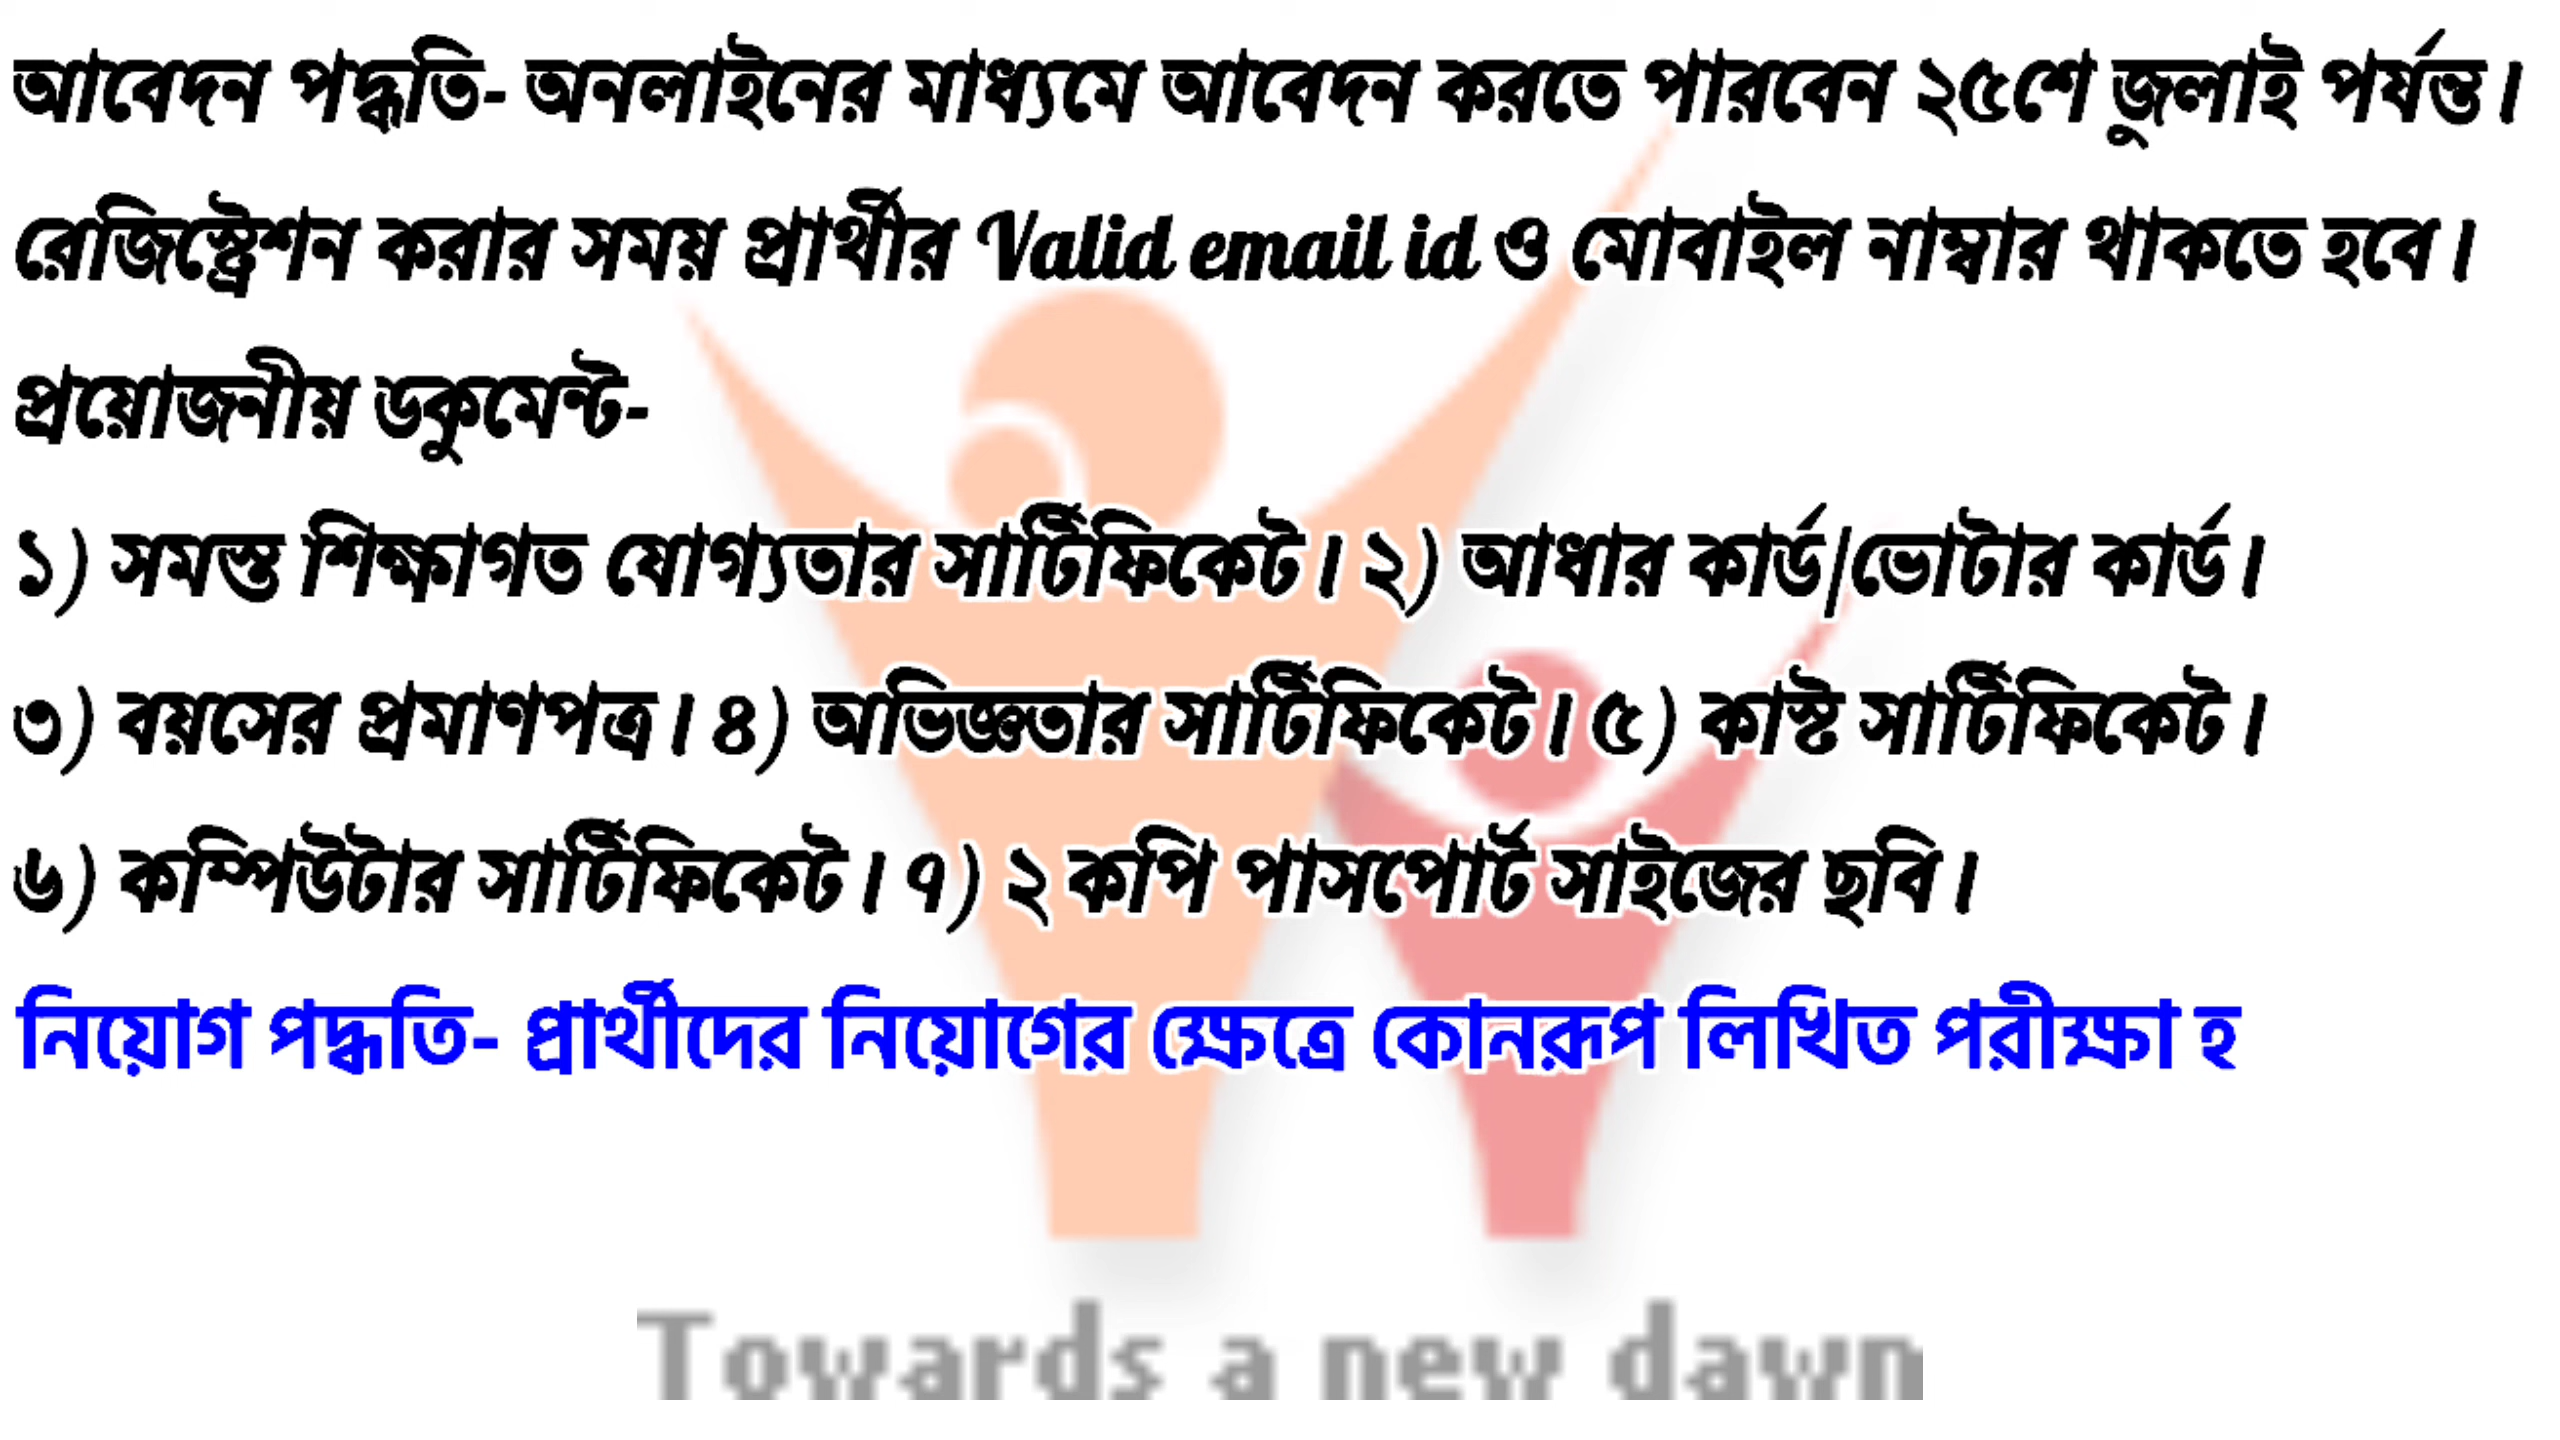 আবেদন পদ্ধতি- অনলাইনের মাধ্যমে আবেদন করতে পারবেন ২৫শে জুলাই পর্যন্ত।
রেজিস্ট্রেশন করার সময় প্রার্থীর Valid email id ও মোবাইল নাম্বার থাকতে হবে।
প্রয়োজনীয় ডকুমেন্ট-
১) সমস্ত শিক্ষাগত যোগ্যতার সার্টিফিকেট। ২) আধার কার্ড/ভোটার কার্ড।
৩) বয়সের প্রমাণপত্র। ৪) অভিজ্ঞতার সার্টিফিকেট। ৫) কাস্ট সার্টিফিকেট।
৬) কম্পিউটার সার্টিফিকেট। ৭) ২ কপি পাসপোর্ট সাইজের ছবি।
নিয়োগ পদ্ধতি- প্রার্থীদের নিয়োগের ক্ষেত্রে কোনরূপ লিখিত পরীক্ষা হ
Towards a new dawn